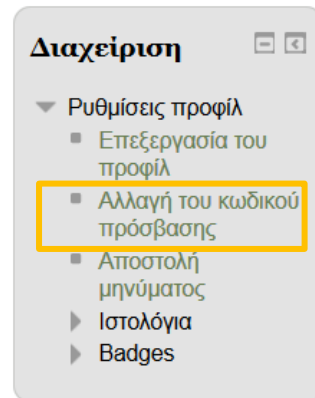 Διαχείριση
Ρυθμίσεις προφίλ
Επεξεργασία του
προφίλ
Αλλαγή του κωδικού
πρόσβασης
Αποστολή
μηνύματος
Ιστολόγια
Badges